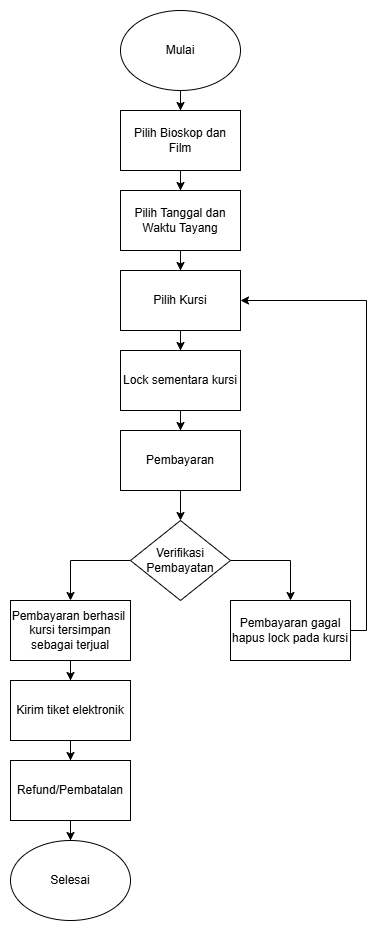 Mulai
Pilih Bioskop dan
Film
Pilih Tanggal dan
Waktu Tayang
Pilih Kursi
Lock sementara kursi
Pembayaran
Verifikasi
Pembayatan
Pembayaran berhasil
kursi tersimpan
sebagai terjual
Pembayaran gagal
hapus lock pada kursi
Kirim tiket elektronik
Refund/Pembatalan
Selesai